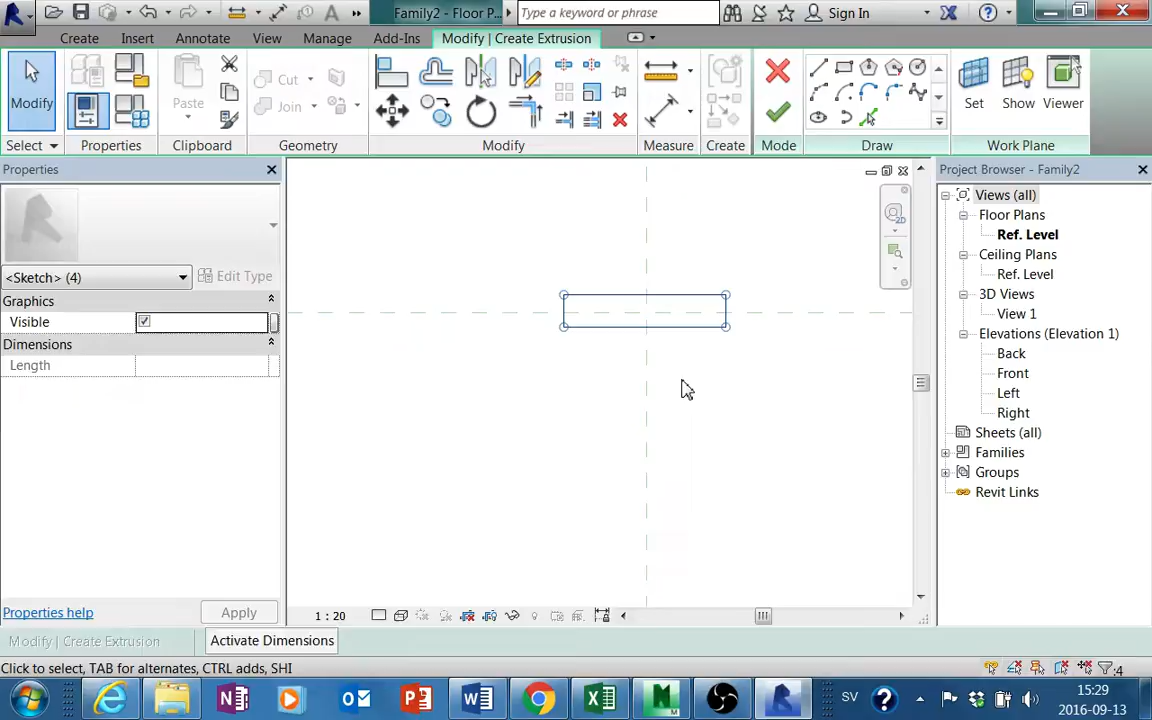 Family2 - Floor P...
Type a keyword or phrase
Sign In
Create
Insert
Annotate
View
Manage
Add-Ins
Modify | Create Extrusion
Modify
Paste
Cut
Join
Set
Show
Viewer
Select
Properties
Clipboard
Geometry
Modify
Measure
Create
Mode
Draw
Work Plane
Properties
<Sketch> (4)
Edit Type
Graphics
Visible
Dimensions
Length
Properties help
Apply
2D
1 : 20
Project Browser - Family2
Views (all)
Floor Plans
Ref. Level
Ceiling Plans
Ref. Level
3D Views
View 1
Elevations (Elevation 1)
Back
Front
Left
Right
Sheets (all)
Families
Groups
Revit Links
Modify | Create Extrusion
Activate Dimensions
Click to select, TAB for alternates, CTRL adds, SHI
:4
SV
15:29
2016-09-13